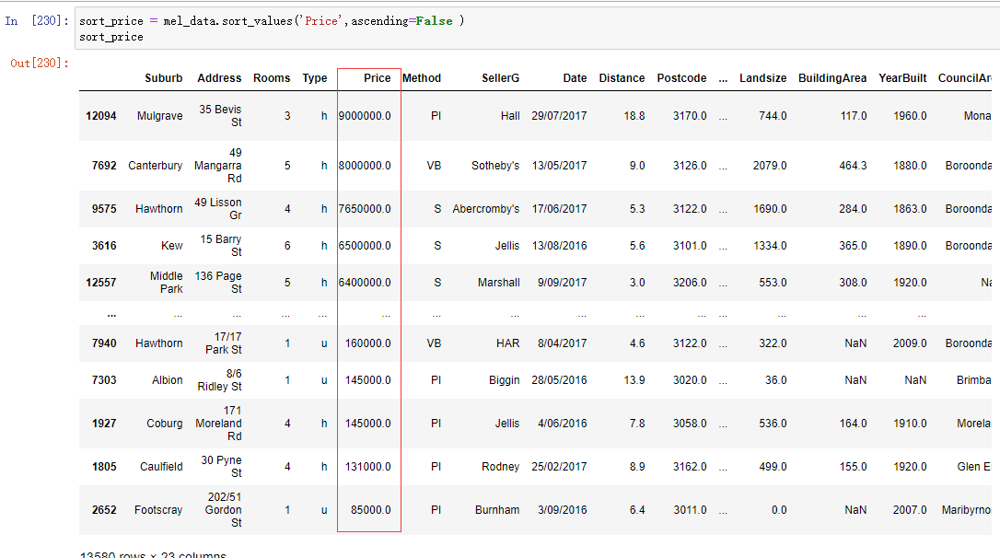 In [230]: sort_price = mel_data.sort_values('Price',ascending=False )
sort_price
Out[230]:
Suburb Address Rooms Type Price Method SellerG Date Distance Postcode ... Landsize BuildingArea YearBuilt CouncilAre
12094 Mulgrave 35 Bevis St 3 h 9000000.0 PI Hall 29/07/2017 18.8 3170.0 ... 744.0 117.0 1960.0 Mona
7692 Canterbury 49 Mangarra Rd 5 h 8000000.0 VB Sotheby's 13/05/2017 9.0 3126.0 ... 2079.0 464.3 1880.0 Boroonda
9575 Hawthorn 49 Lisson Gr 4 h 7650000.0 S Abercromby's 17/06/2017 5.3 3122.0 ... 1690.0 284.0 1863.0 Boroonda
3616 Kew 15 Barry St 6 h 6500000.0 S Jellis 13/08/2016 5.6 3101.0 ... 1334.0 365.0 1890.0 Boroonda
12557 Middle Park 136 Page St 5 h 6400000.0 S Marshall 9/09/2017 3.0 3206.0 ... 553.0 308.0 1920.0 Na
... ... ... ... ... ... ... ... ... ... ... ... ... ...
7940 Hawthorn 17/17 Park St 1 u 160000.0 VB HAR 8/04/2017 4.6 3122.0 ... 322.0 NaN 2009.0 Boroonda
7303 Albion 8/6 Ridley St 1 u 145000.0 PI Biggin 28/05/2016 13.9 3020.0 ... 36.0 NaN NaN Brimba
1927 Coburg 171 Moreland Rd 4 h 145000.0 PI Jellis 4/06/2016 7.8 3058.0 ... 536.0 164.0 1910.0 Morela
1805 Caulfield 30 Pyne St 4 h 131000.0 PI Rodney 25/02/2017 8.9 3162.0 ... 499.0 155.0 1920.0 Glen E
2652 Footscray 202/51 Gordon St 1 u 85000.0 PI Burnham 3/09/2016 6.4 3011.0 ... 0.0 NaN 2007.0 Maribyrno
13580 rows × 23 columns